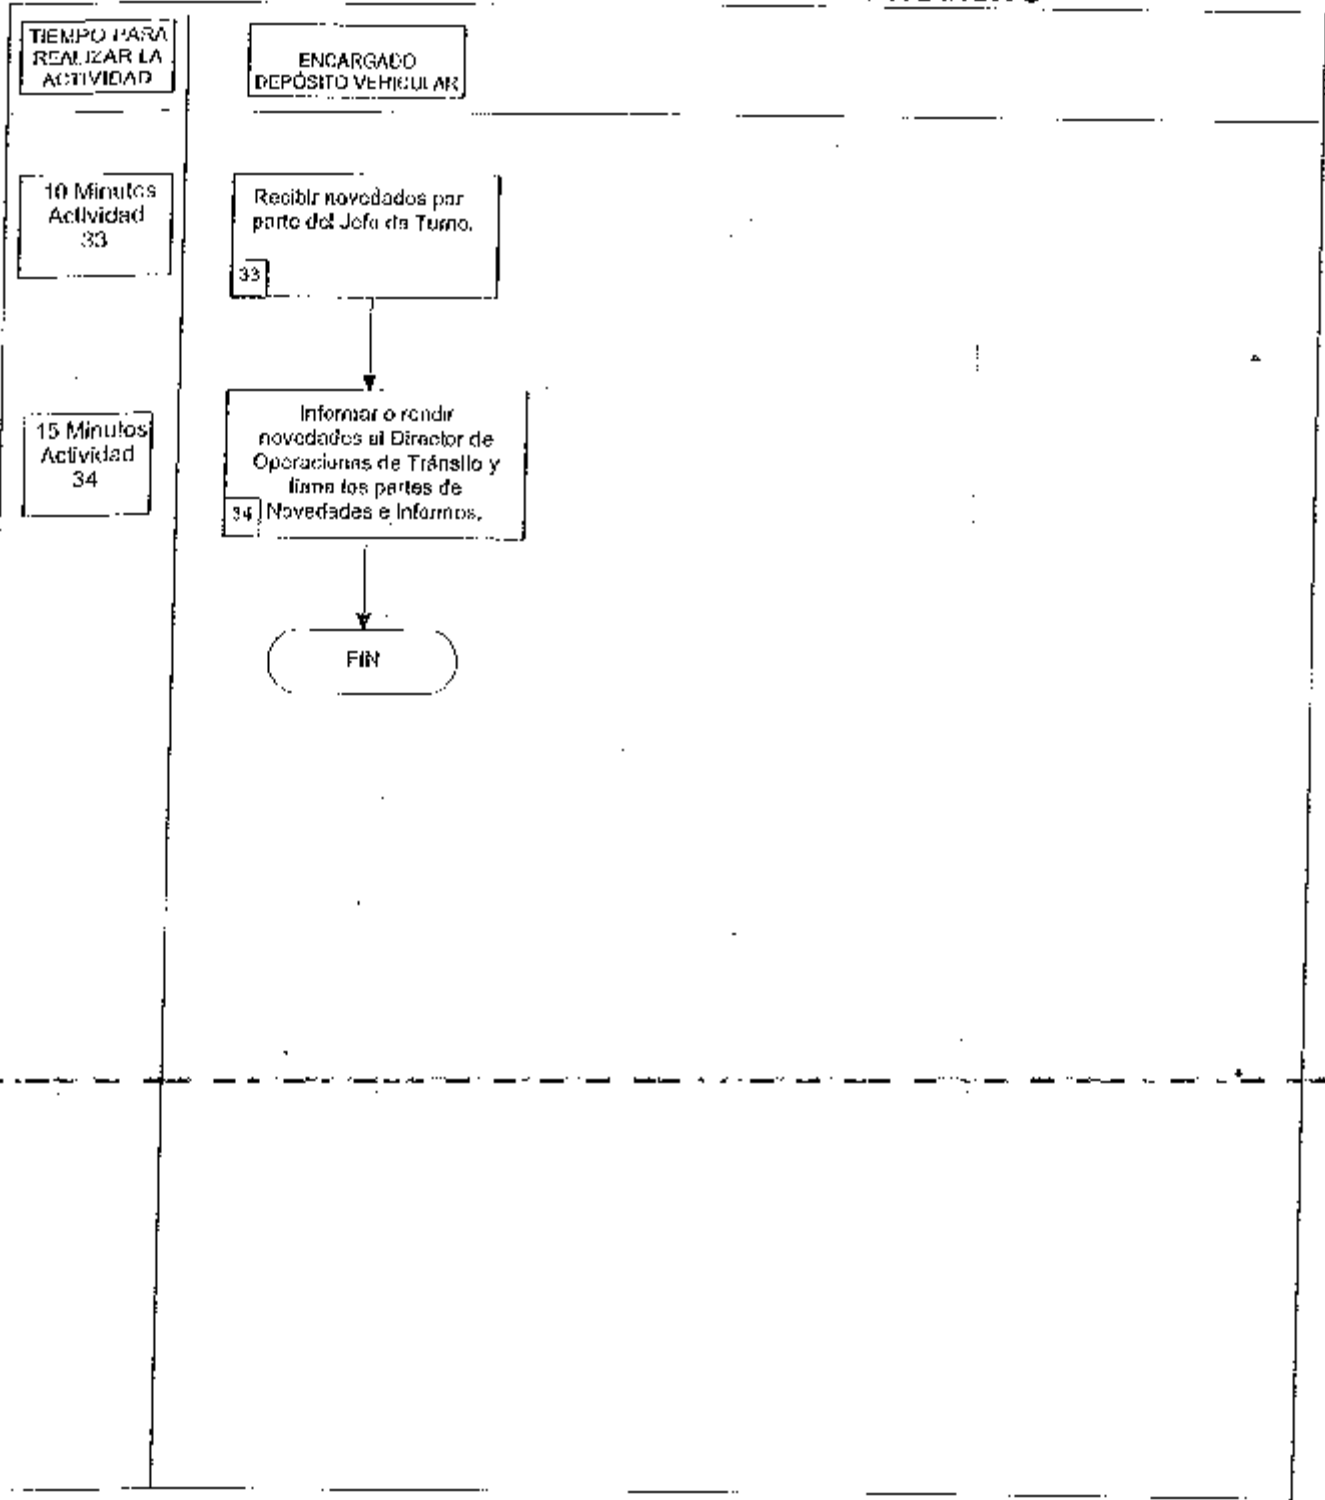 TIEMPO PARA
REALIZAR LA
ACTIVIDAD
ENCARGADO
DEPÓSITO VEHICULAR
10 Minutos
Actividad
33
Recibir novedades por
parte del Jefe de Turno.
33
15 Minutos
Actividad
34
Informar o rendir
novedades al Director de
Operaciones de Tránsito y
firma los partes de
Novedades e Informes.
34
FIN